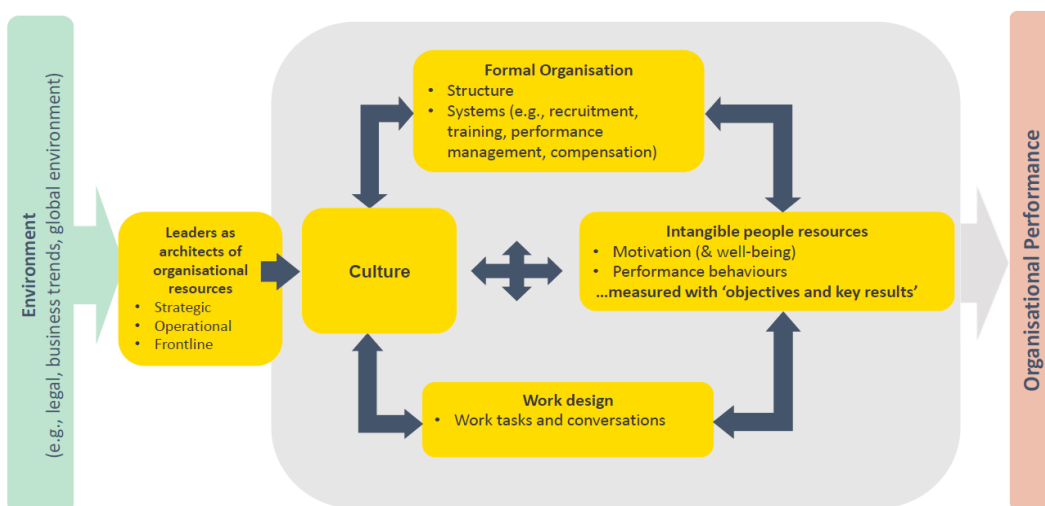 Environment
(e.g., legal, business trends, global environment)
Leaders as
architects of
organisational
resources
• Strategic
• Operational
• Frontline
Culture
Formal Organisation
• Structure
• Systems (e.g., recruitment,
training, performance
management, compensation)
Intangible people resources
• Motivation (& well-being)
• Performance behaviours
...measured with ‘objectives and key results’
Work design
• Work tasks and conversations
Organisational Performance